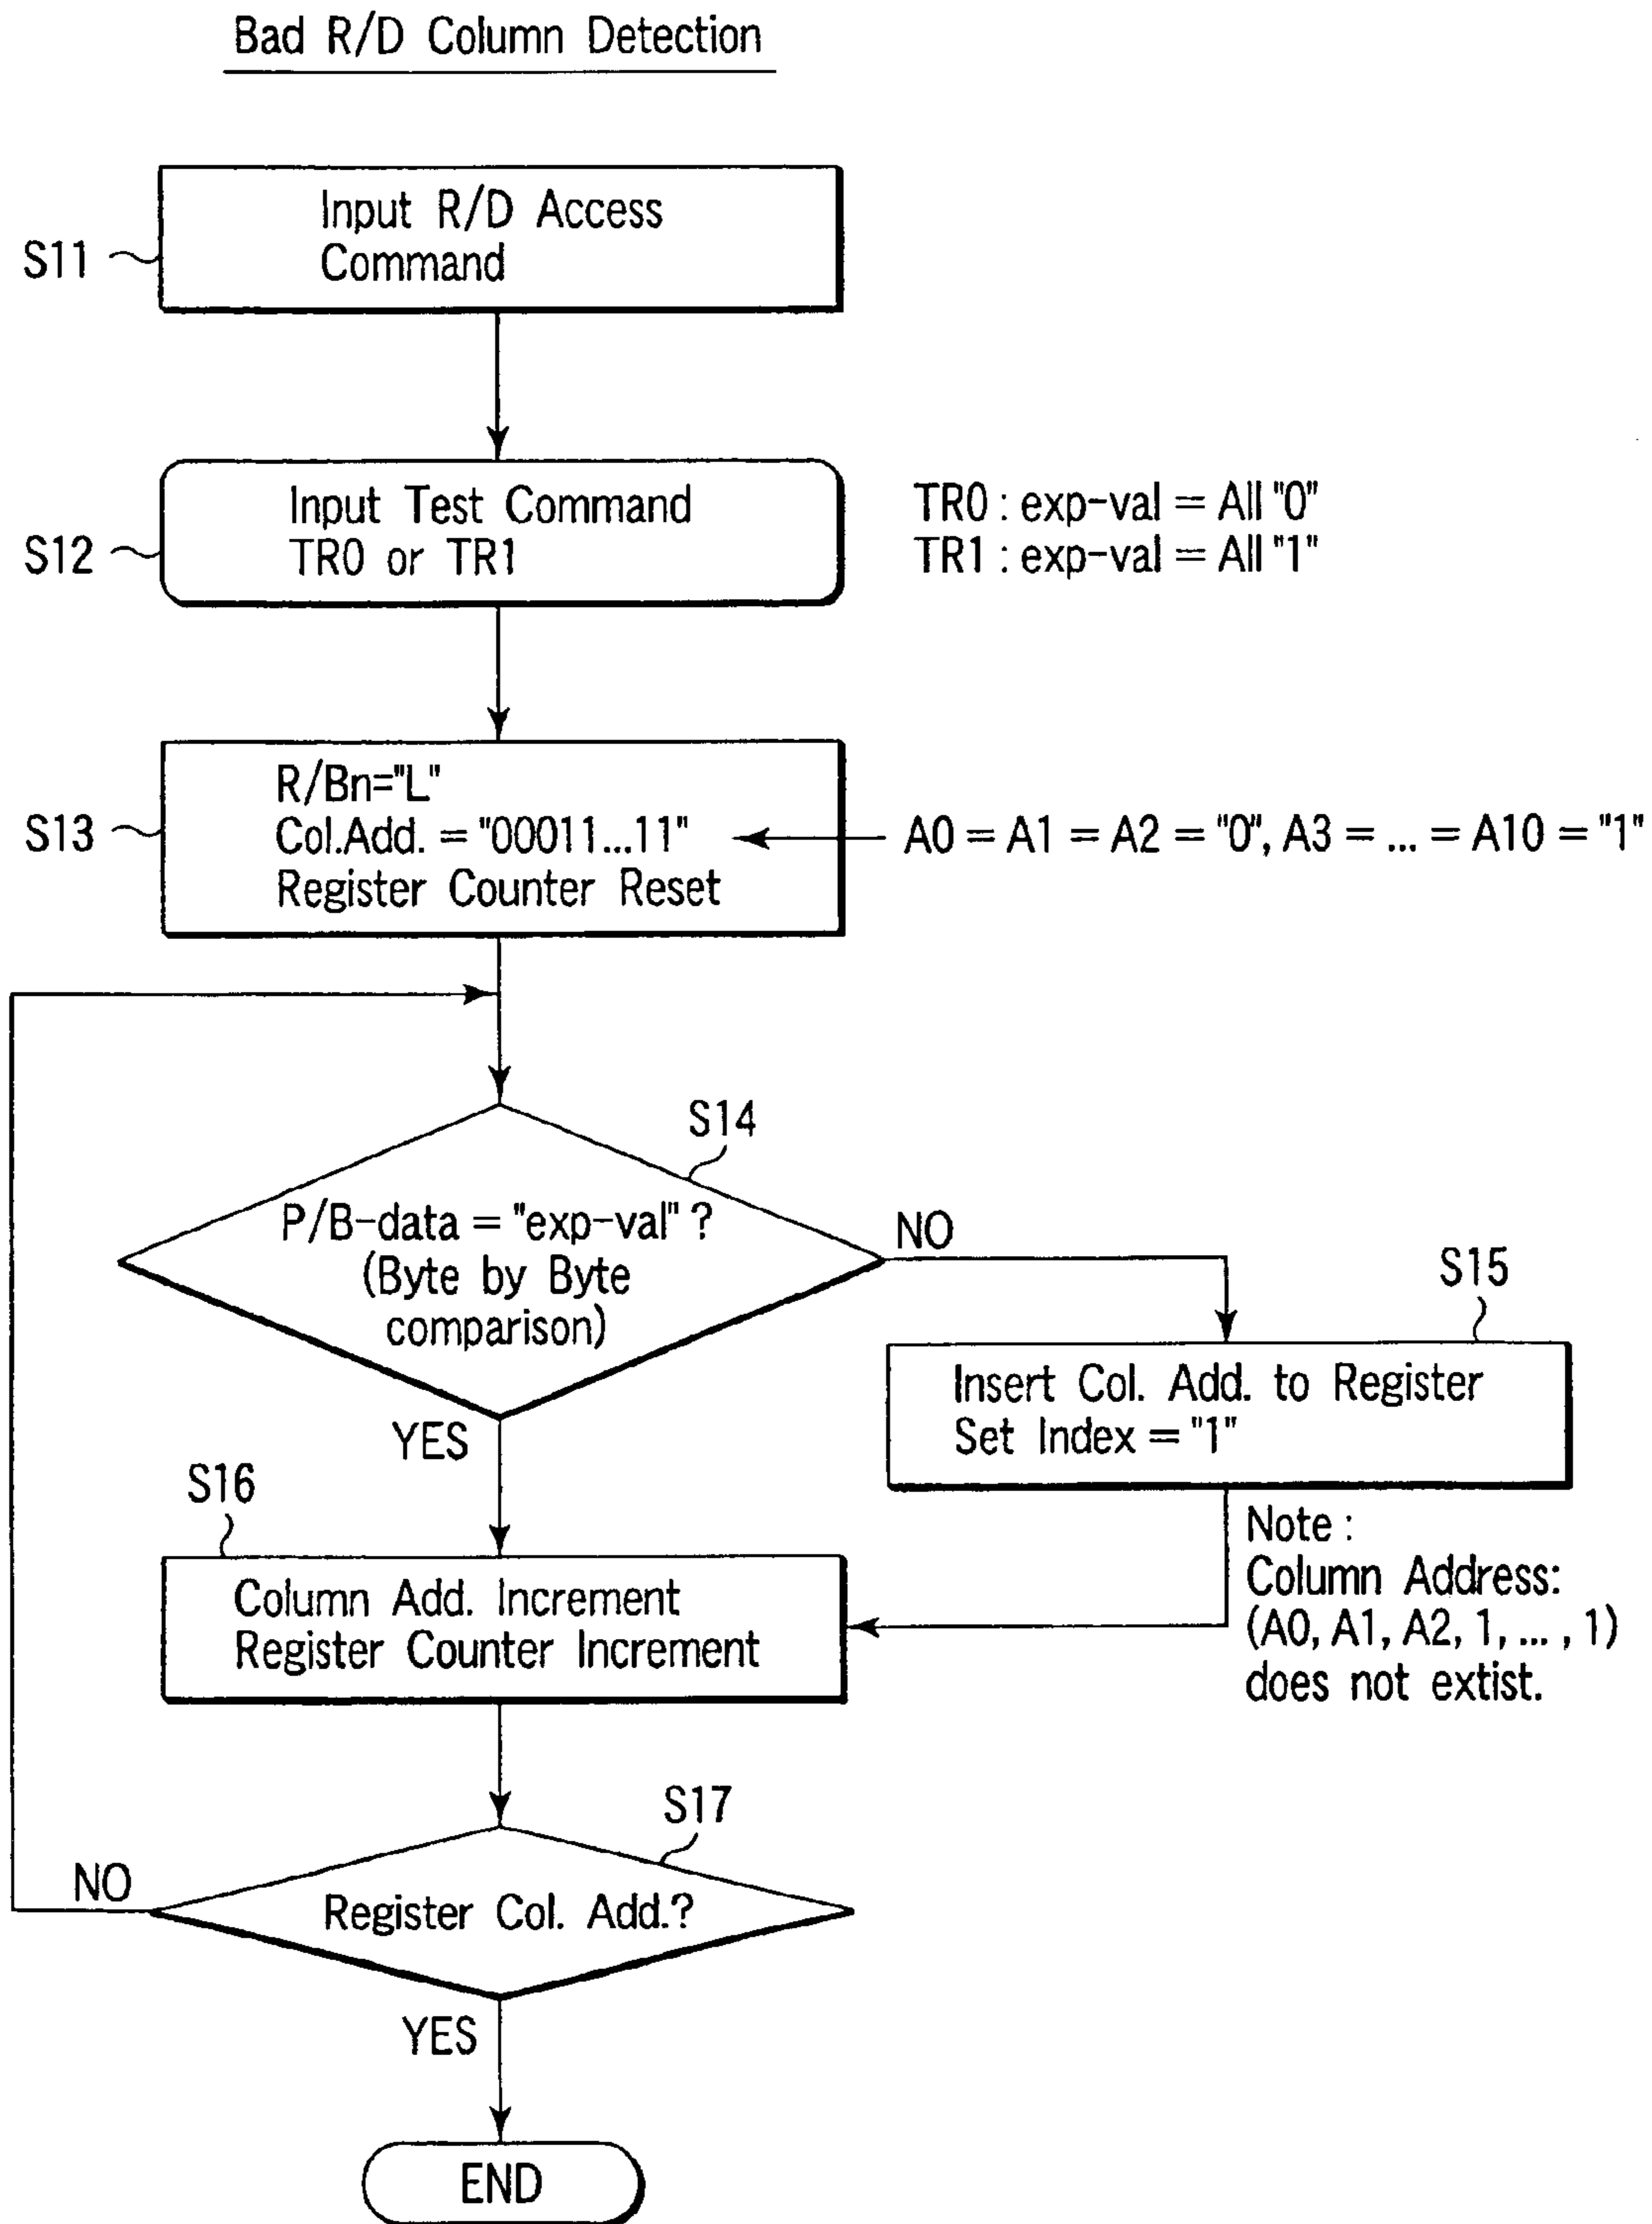 Bad R/D Column Detection
Input R/D Access
Command
S11
Input Test Command
TR0 or TR1
S12
TR0 : exp-val = All "0"
TR1 : exp-val = All "1"
R/Bn="L"
Col.Add. = "00011...11"
Register Counter Reset
S13
A0 = A1 = A2 = "0", A3 = ... = A10 = "1"
S14
P/B-data = "exp-val" ?
(Byte by Byte
comparison)
NO
YES
S15
Insert Col. Add. to Register
Set Index = "1"
Note :
Column Address:
(A0, A1, A2, 1, ... , 1)
does not extist.
S16
Column Add. Increment
Register Counter Increment
S17
Register Col. Add.?
NO
YES
END